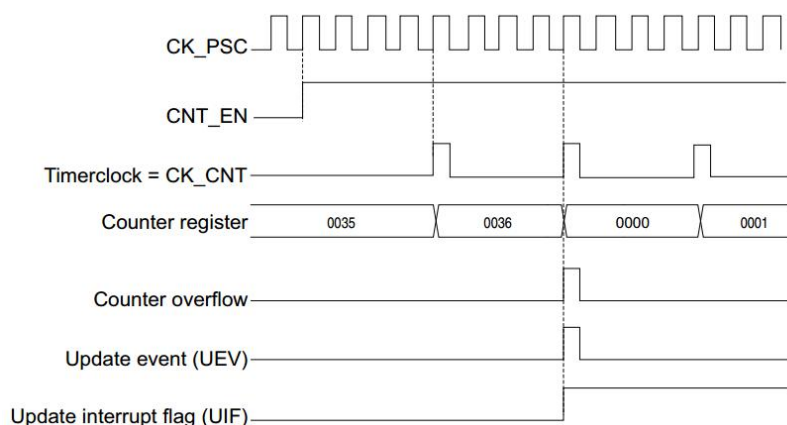 CK_PSC
CNT_EN
Timerclock = CK_CNT
Counter register 0035 0036 0000 0001
Counter overflow
Update event (UEV)
Update interrupt flag (UIF)